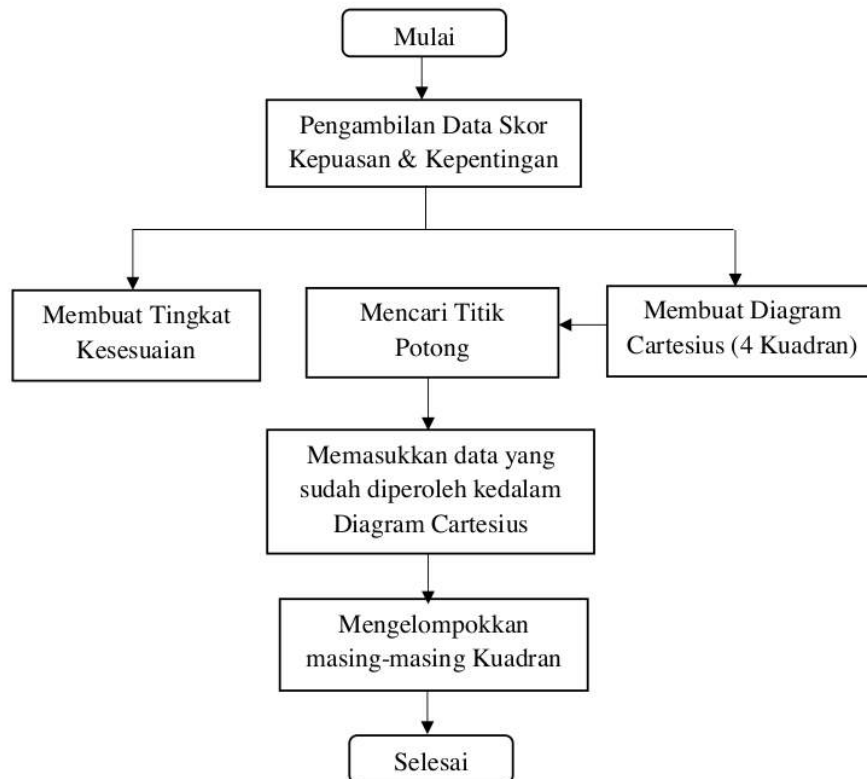 Mulai
Pengambilan Data Skor
Kepuasan & Kepentingan
Membuat Tingkat
Kesesuaian
Mencari Titik
Potong
Membuat Diagram
Cartesius (4 Kuadran)
Memasukkan data yang
sudah diperoleh kedalam
Diagram Cartesius
Mengelompokkan
masing-masing Kuadran
Selesai